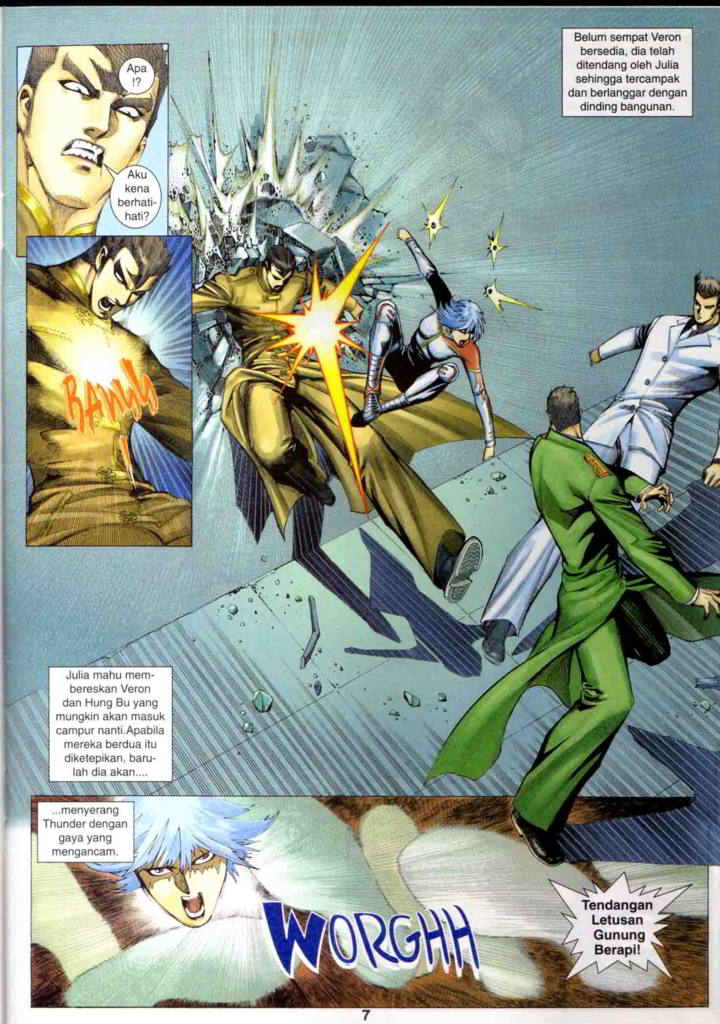 Apa
!?
Aku
kena
berhati-
hati?
Belum sempat Veron
bersedia, dia telah
ditendang oleh Julia
sehingga tercampak
dan berlanggar dengan
dinding bangunan.
BANNN
Julia mahu mem-
bereskan Veron
dan Hung Bu yang
mungkin akan masuk
campur nanti.Apabila
mereka berdua itu
diketepikan, baru-
lah dia akan....
...menyerang
Thunder dengan
gaya yang
mengancam.
WORGHH
Tendangan
Letusan
Gunung
Berapi!
7